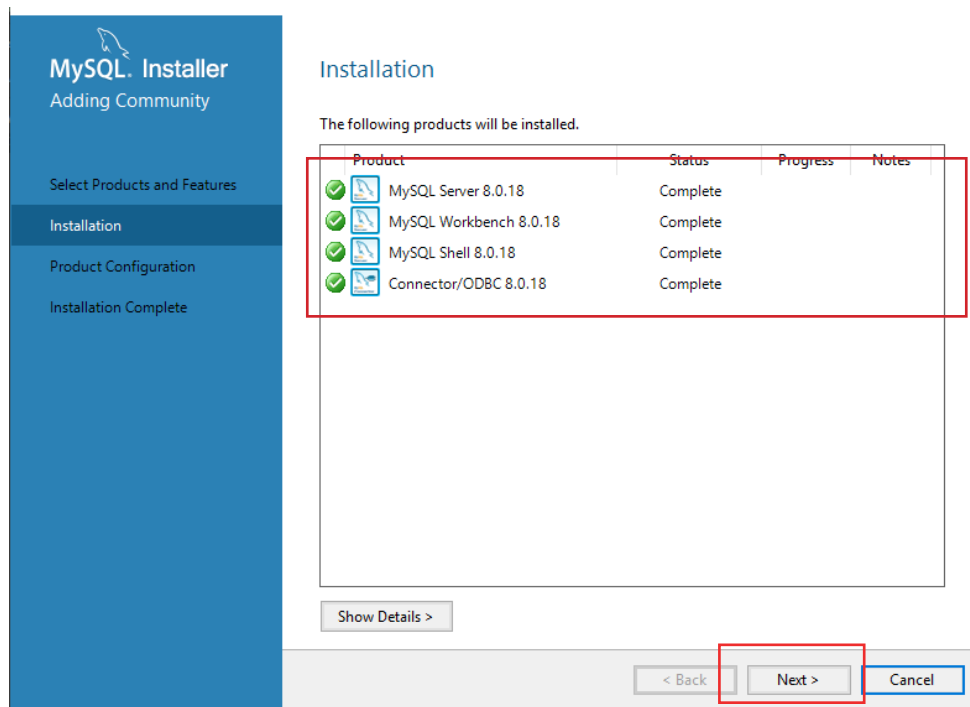 MySQL. Installer
Adding Community
Select Products and Features
Installation
Product Configuration
Installation Complete
Installation
The following products will be installed.
Product Status Progress Notes
MySQL Server 8.0.18 Complete
MySQL Workbench 8.0.18 Complete
MySQL Shell 8.0.18 Complete
Connector/ODBC 8.0.18 Complete
Show Details >
< Back Next > Cancel